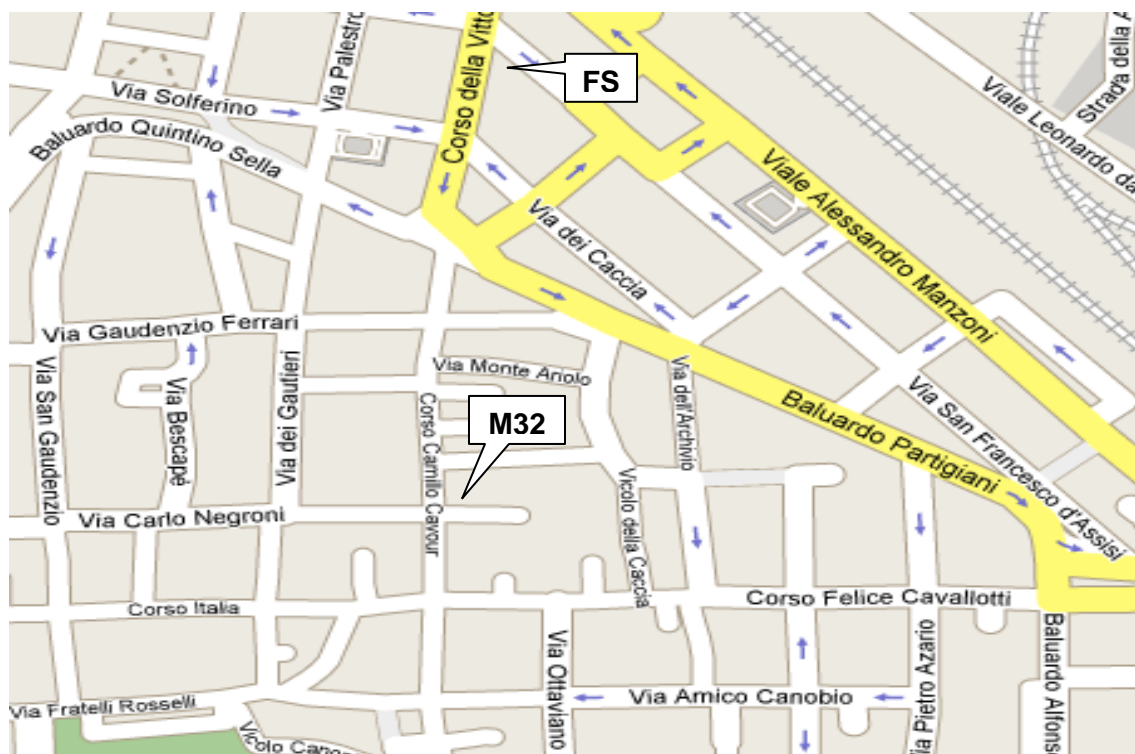 Via Palestro
Corso della Vitto
FS
Strada della A
Viale Leonardo da
Via Solferino
Baluardo Quintino Sella
Viale Alessandro Manzoni
Via dei Caccia
Via Gaudenzio Ferrari
Via San Gaudenzio
Via Bescapè
Via dei Gautieri
Via Monte Ariolo
Via dell'Archivio
Corso Camillo Cavour
M32
Baluardo Partigiani
Via San Francesco d'Assisi
Vicolo della Caccia
Via Carlo Negroni
Corso Italia
Corso Felice Cavallotti
Via Ottaviano
Via Pietro Azario
Baluardo Alfons
Via Amico Canobio
Via Fratelli Rosselli
Vicolo Cano